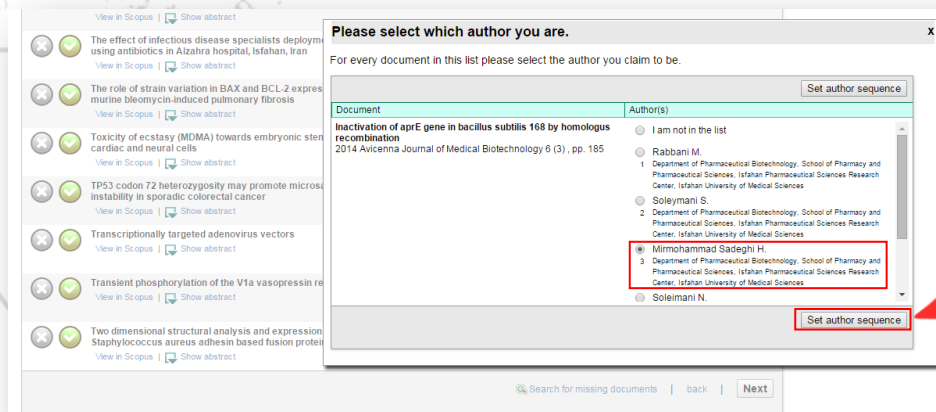 View in Scopus | Show abstract
The effect of infectious disease specialists deployme
using antibiotics in Alzahra hospital, Isfahan, Iran
View in Scopus | Show abstract
The role of strain variation in BAX and BCL-2 expres
murine bleomycin-induced pulmonary fibrosis
View in Scopus | Show abstract
Toxicity of ecstasy (MDMA) towards embryonic sten
cardiac and neural cells
View in Scopus | Show abstract
TP53 codon 72 heterozygosity may promote microsa
instability in sporadic colorectal cancer
View in Scopus | Show abstract
Transcriptionally targeted adenovirus vectors
View in Scopus | Show abstract
Transient phosphorylation of the V1a vasopressin re
View in Scopus | Show abstract
Two dimensional structural analysis and expression
Staphylococcus aureus adhesin based fusion protei
View in Scopus | Show abstract
Please select which author you are.
x
For every document in this list please select the author you claim to be.
Set author sequence
Document
Author(s)
Inactivation of aprE gene in bacillus subtilis 168 by homologus
recombination
2014 Avicenna Journal of Medical Biotechnology 6 (3) , pp. 185
I am not in the list
Rabbani M.
1 Department of Pharmaceutical Biotechnology, School of Pharmacy and
Pharmaceutical Sciences, Isfahan Pharmaceutical Sciences Research
Center, Isfahan University of Medical Sciences
Soleymani S.
2 Department of Pharmaceutical Biotechnology, School of Pharmacy and
Pharmaceutical Sciences, Isfahan Pharmaceutical Sciences Research
Center, Isfahan University of Medical Sciences
Mirmohammad Sadeghi H.
3 Department of Pharmaceutical Biotechnology, School of Pharmacy and
Pharmaceutical Sciences, Isfahan Pharmaceutical Sciences Research
Center, Isfahan University of Medical Sciences
Soleimani N.
Set author sequence
Search for missing documents | back | Next